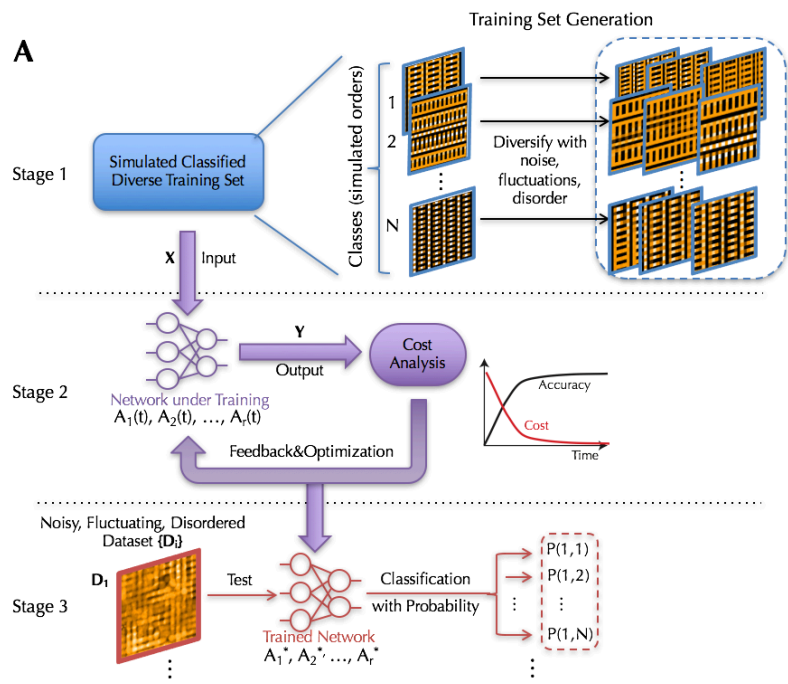 Training Set Generation
A
Stage 1
Simulated Classified
Diverse Training Set
Classes (simulated orders)
1
2
⋮
N
Diversify with
noise,
fluctuations,
disorder
⋮
X
Input
Stage 2
Y
Output
Cost
Analysis
Network under Training
A₁(t), A₂(t), …, Aᵣ(t)
Feedback&Optimization
Accuracy
Cost
Time
Noisy, Fluctuating, Disordered
Dataset {Dᵢ}
Stage 3
D₁
Test
Trained Network
A₁*, A₂*, …, Aᵣ*
Classification
with Probability
P(1,1)
P(1,2)
⋮ ⋮
P(1,N)
⋮ ⋮